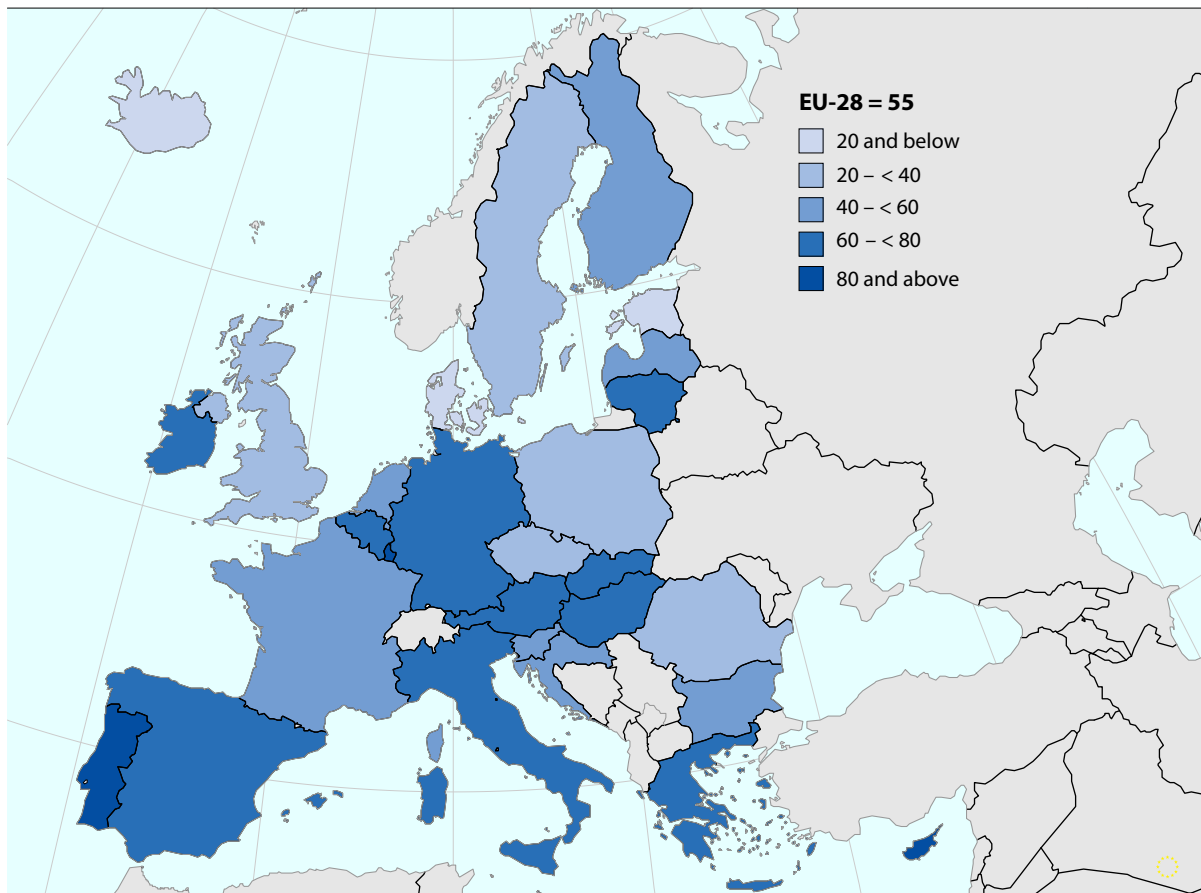 EU-28 = 55
20 and below
20 – < 40
40 – < 60
60 – < 80
80 and above